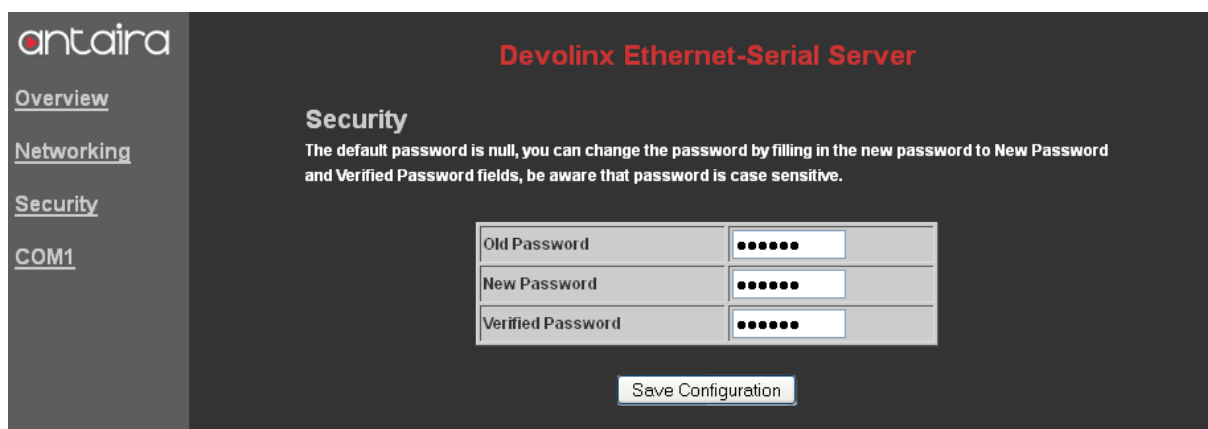 antaira
Devolinx Ethernet-Serial Server
Overview
Networking
Security
COM1
Security
The default password is null, you can change the password by filling in the new password to New Password
and Verified Password fields, be aware that password is case sensitive.
Old Password ••••••
New Password ••••••
Verified Password ••••••
Save Configuration